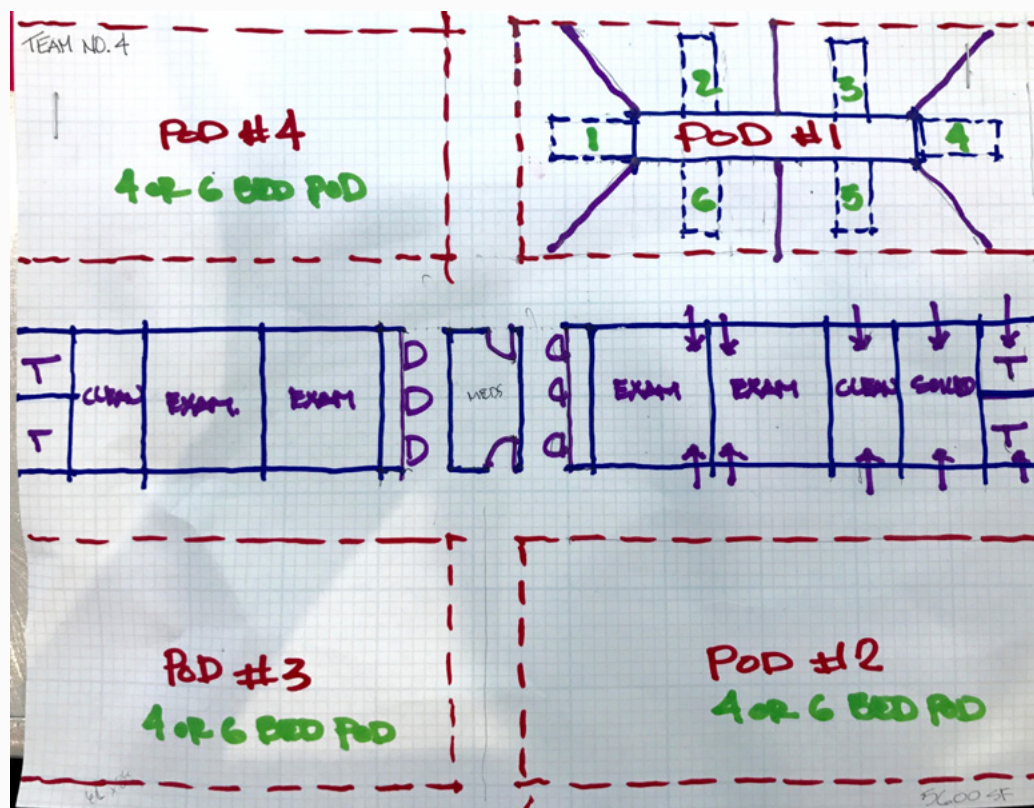 TEAM NO. 4
POD #4
4 OR 6 BED POD
2
3
1
POD #1
4
6
5
T
CLEAN
EXAM.
EXAM
D
D
D
MEDS
EXAM
EXAM
CLEAN
SOILED
T
T
T
POD #3
4 OR 6 BED POD
POD #2
4 OR 6 BED POD
5600 SF